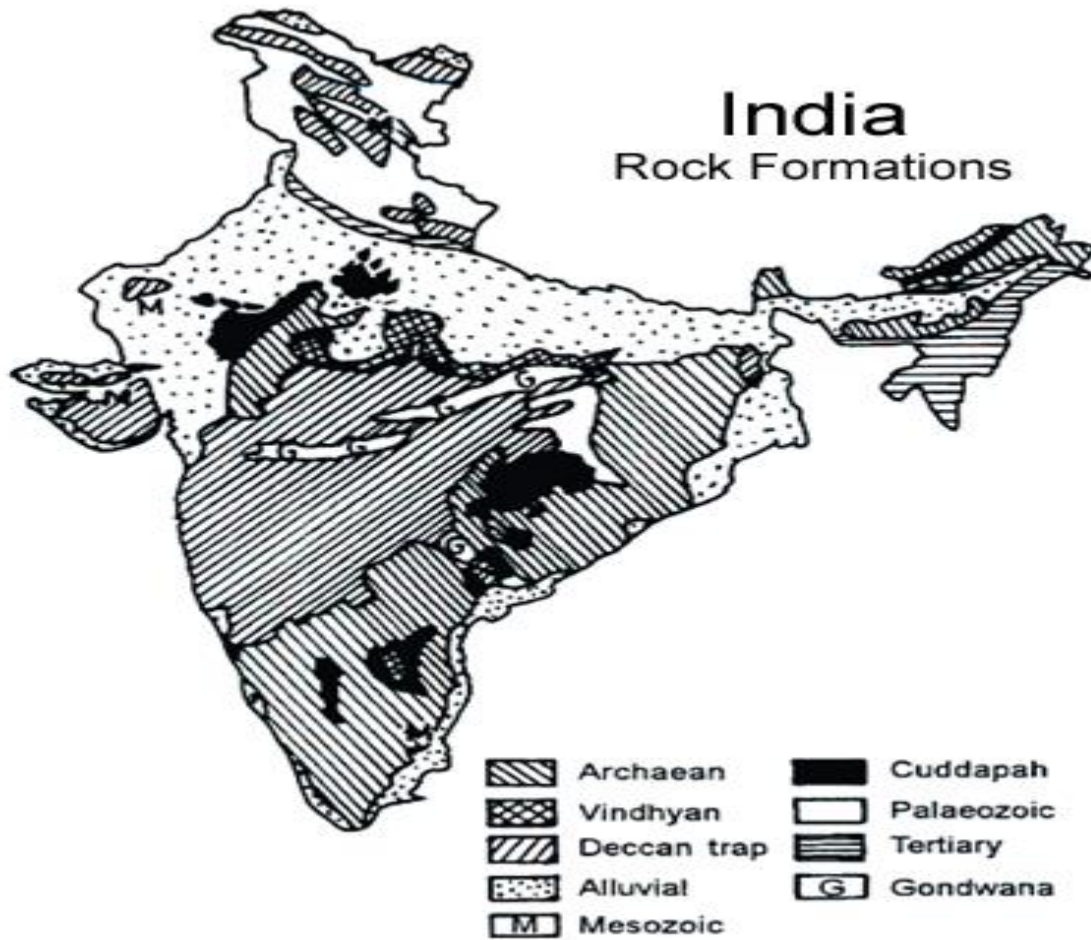 India
Rock Formations
M
M
G
G
G
G
M
Archaean
Vindhyan
Deccan trap
Alluvial
M Mesozoic
Cuddapah
Palaeozoic
Tertiary
G Gondwana